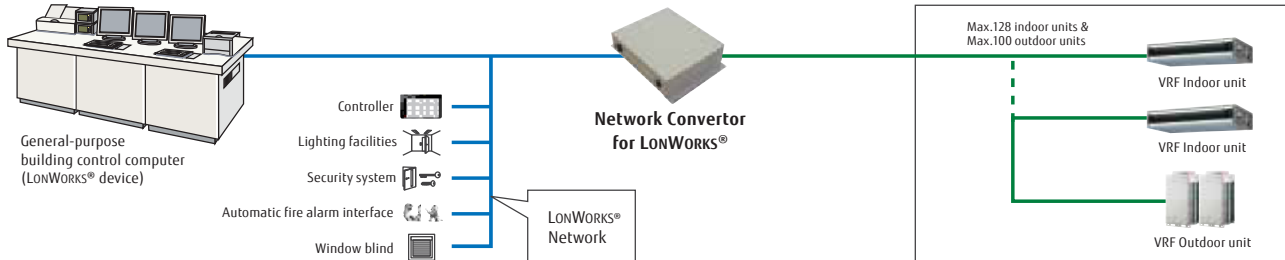 General-purpose
building control computer
(LONWORKS® device)
Controller
Lighting facilities
Security system
Automatic fire alarm interface
Window blind
LONWORKS®
Network
Network Convertor
for LONWORKS®
Max.128 indoor units &
Max.100 outdoor units
VRF Indoor unit
VRF Indoor unit
VRF Outdoor unit